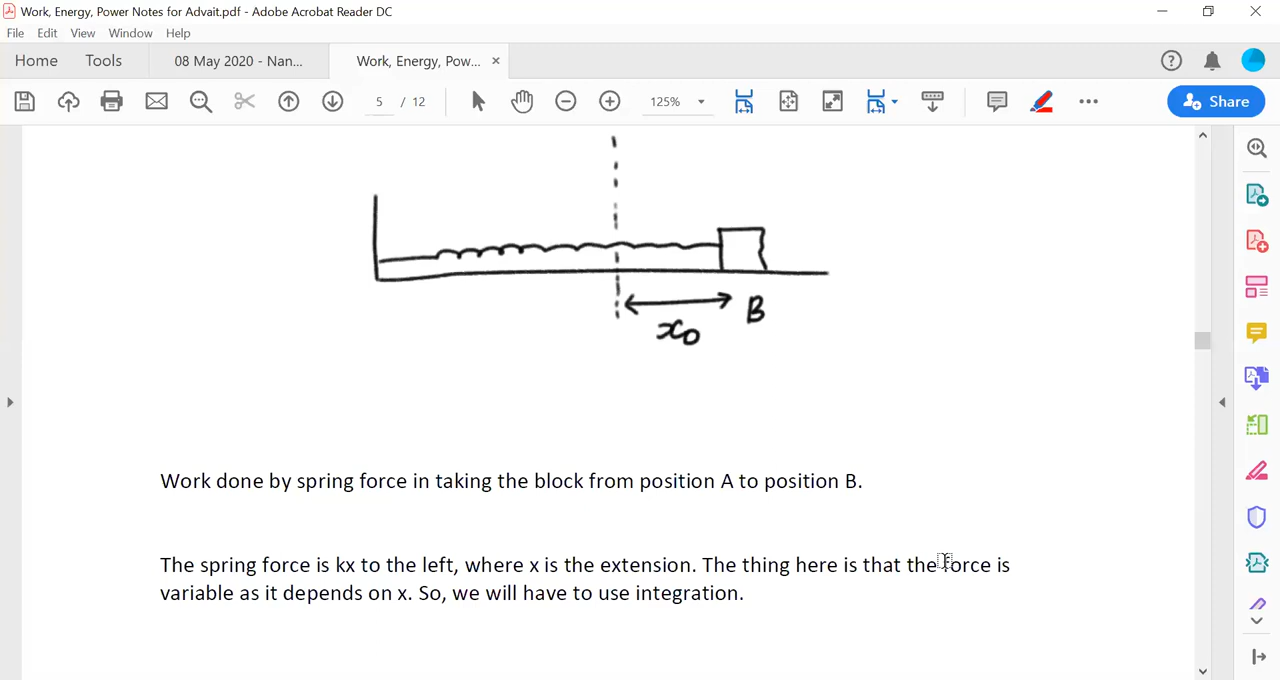 Work, Energy, Power Notes for Advait.pdf - Adobe Acrobat Reader DC
File Edit View Window Help
Home Tools 08 May 2020 - Nan... Work, Energy, Pow... ×
5 / 12 125% Share
x₀ B
Work done by spring force in taking the block from position A to position B.
The spring force is kx to the left, where x is the extension. The thing here is that the force is
variable as it depends on x. So, we will have to use integration.